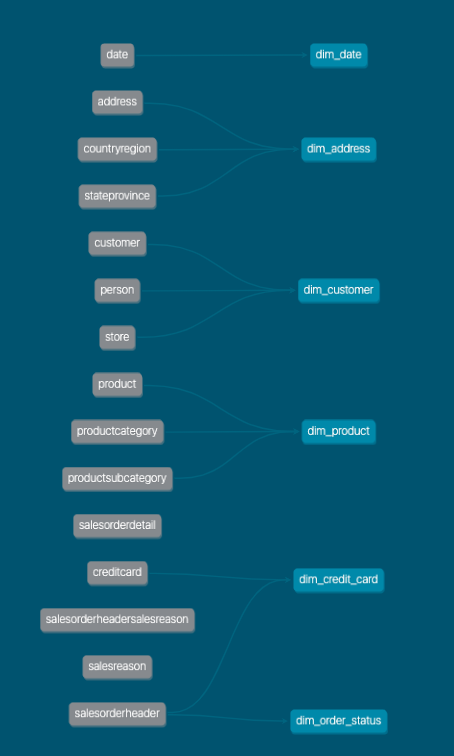 date
dim_date
address
countryregion
dim_address
stateprovince
customer
person
dim_customer
store
product
productcategory
dim_product
productsubcategory
salesorderdetail
creditcard
dim_credit_card
salesorderheadersalesreason
salesreason
salesorderheader
dim_order_status